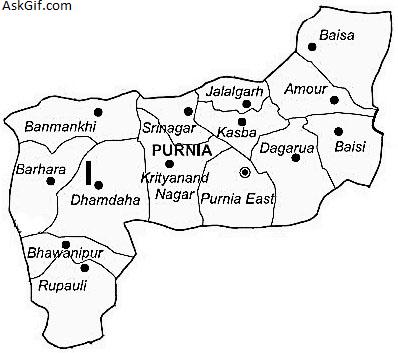 AskGif.com
Baisa
Jalalgarh
Amour
Banmankhi
Srinagar
Kasba
PURNIA
Dagarua
Baisi
Barhara
Krityanand
Nagar
Dhamdaha
Purnia East
Bhawanipur
Rupauli